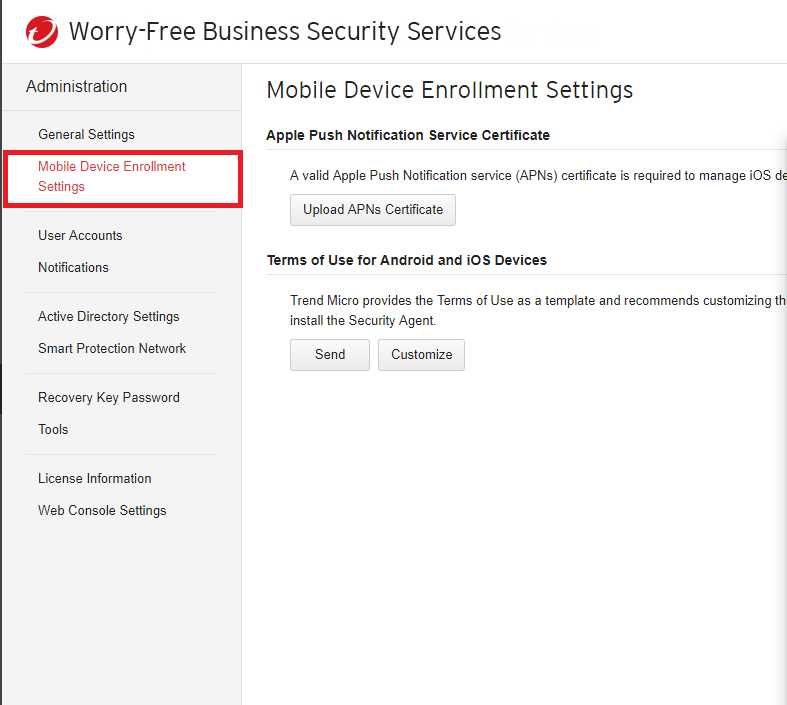 Worry-Free Business Security Services
Administration
General Settings
Mobile Device Enrollment
Settings
User Accounts
Notifications
Active Directory Settings
Smart Protection Network
Recovery Key Password
Tools
License Information
Web Console Settings
Mobile Device Enrollment Settings
Apple Push Notification Service Certificate
A valid Apple Push Notification service (APNs) certificate is required to manage iOS de
Upload APNs Certificate
Terms of Use for Android and iOS Devices
Trend Micro provides the Terms of Use as a template and recommends customizing the
install the Security Agent.
Send
Customize